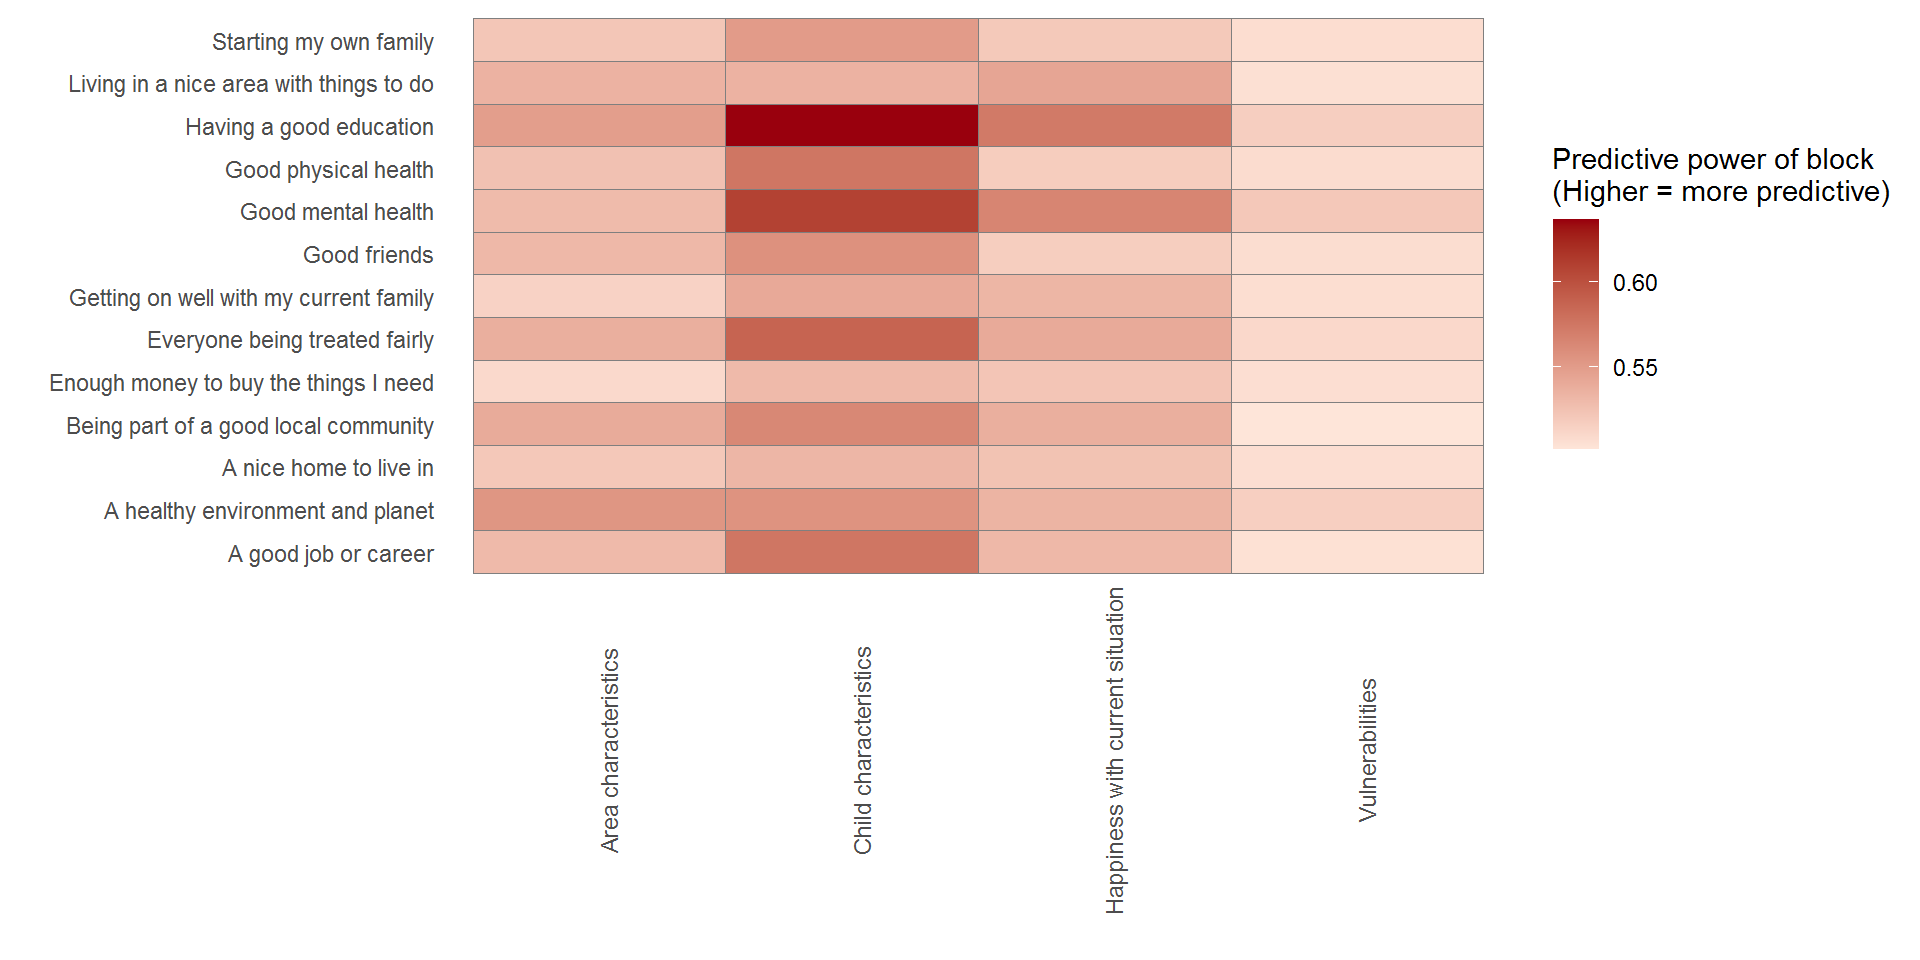 Starting my own family
Living in a nice area with things to do
Having a good education
Good physical health
Good mental health
Good friends
Getting on well with my current family
Everyone being treated fairly
Enough money to buy the things I need
Being part of a good local community
A nice home to live in
A healthy environment and planet
A good job or career
Area characteristics
Child characteristics
Happiness with current situation
Vulnerabilities
Predictive power of block
(Higher = more predictive)
0.60
0.55